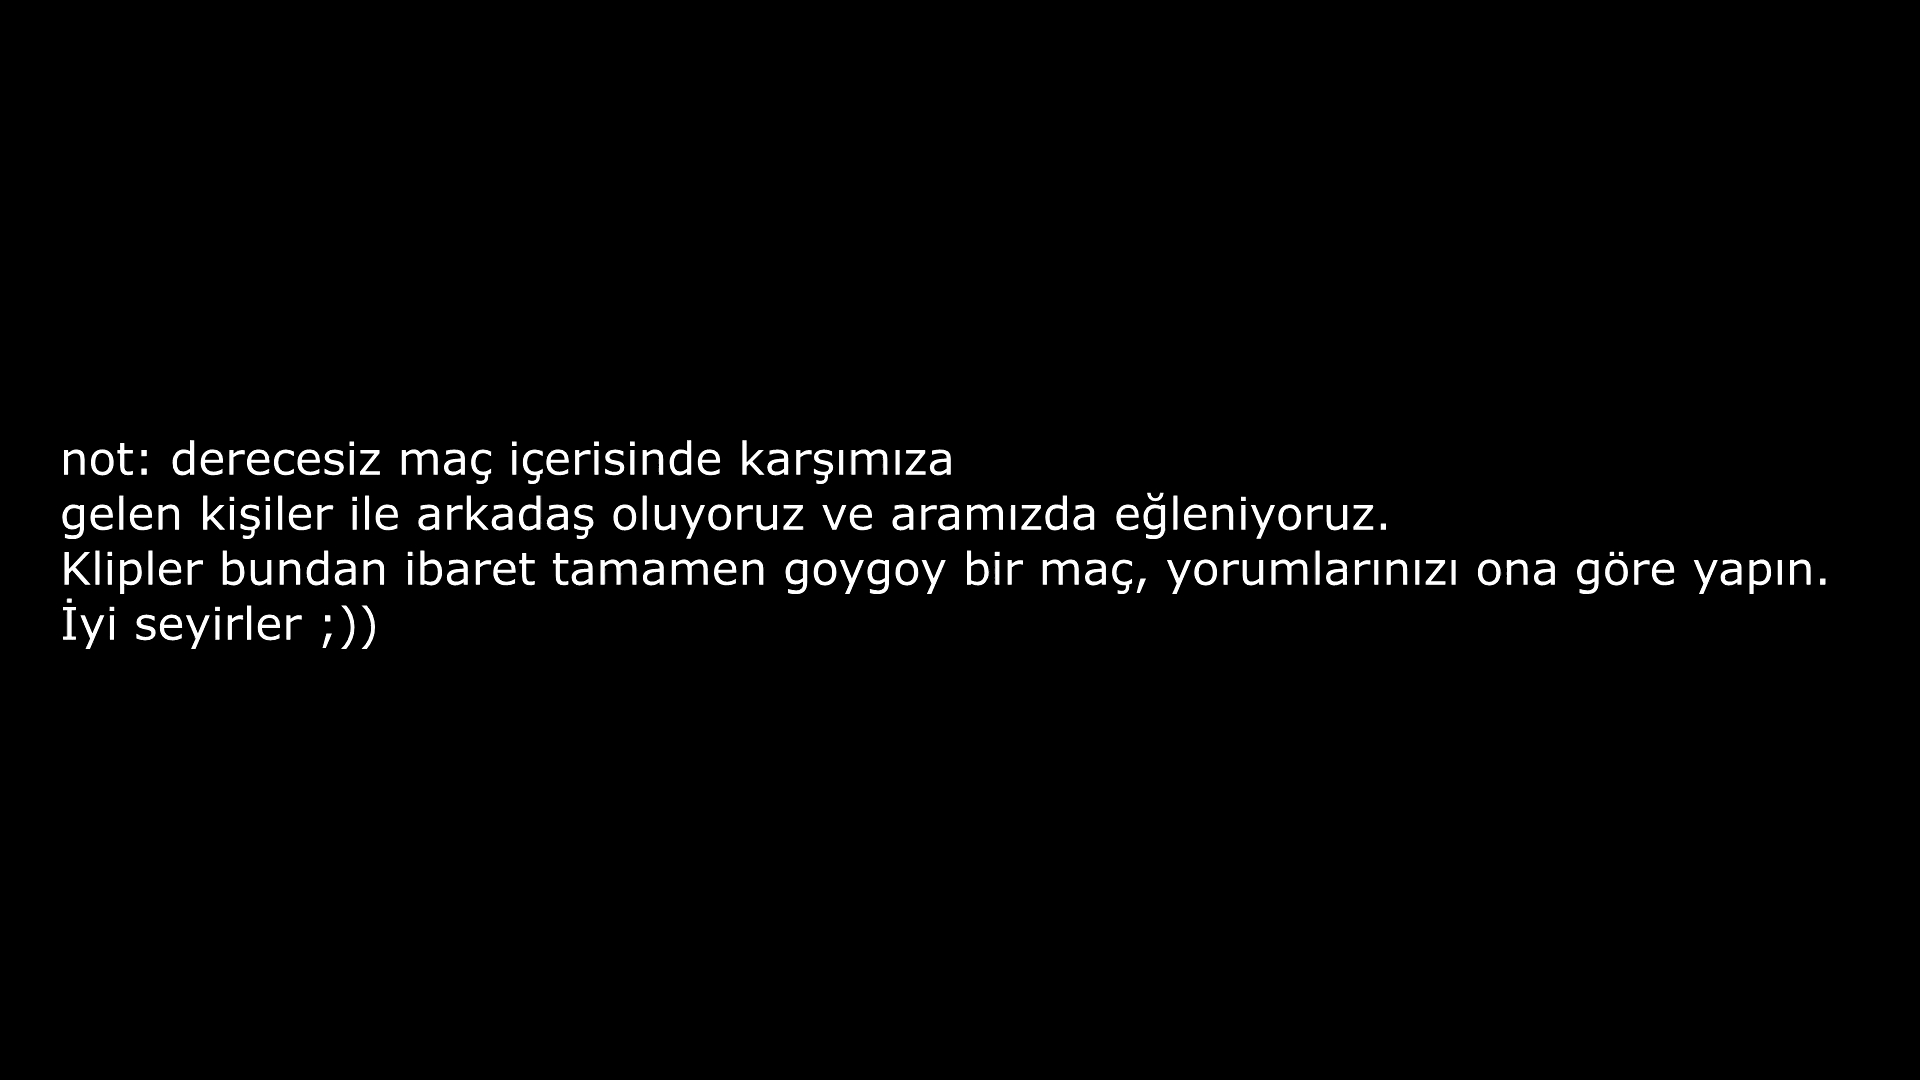 not: derecesiz maç içerisinde karşımıza
gelen kişiler ile arkadaş oluyoruz ve aramızda eğleniyoruz.
Klipler bundan ibaret tamamen goygoy bir maç, yorumlarınızı ona göre yapın.
İyi seyirler ;))